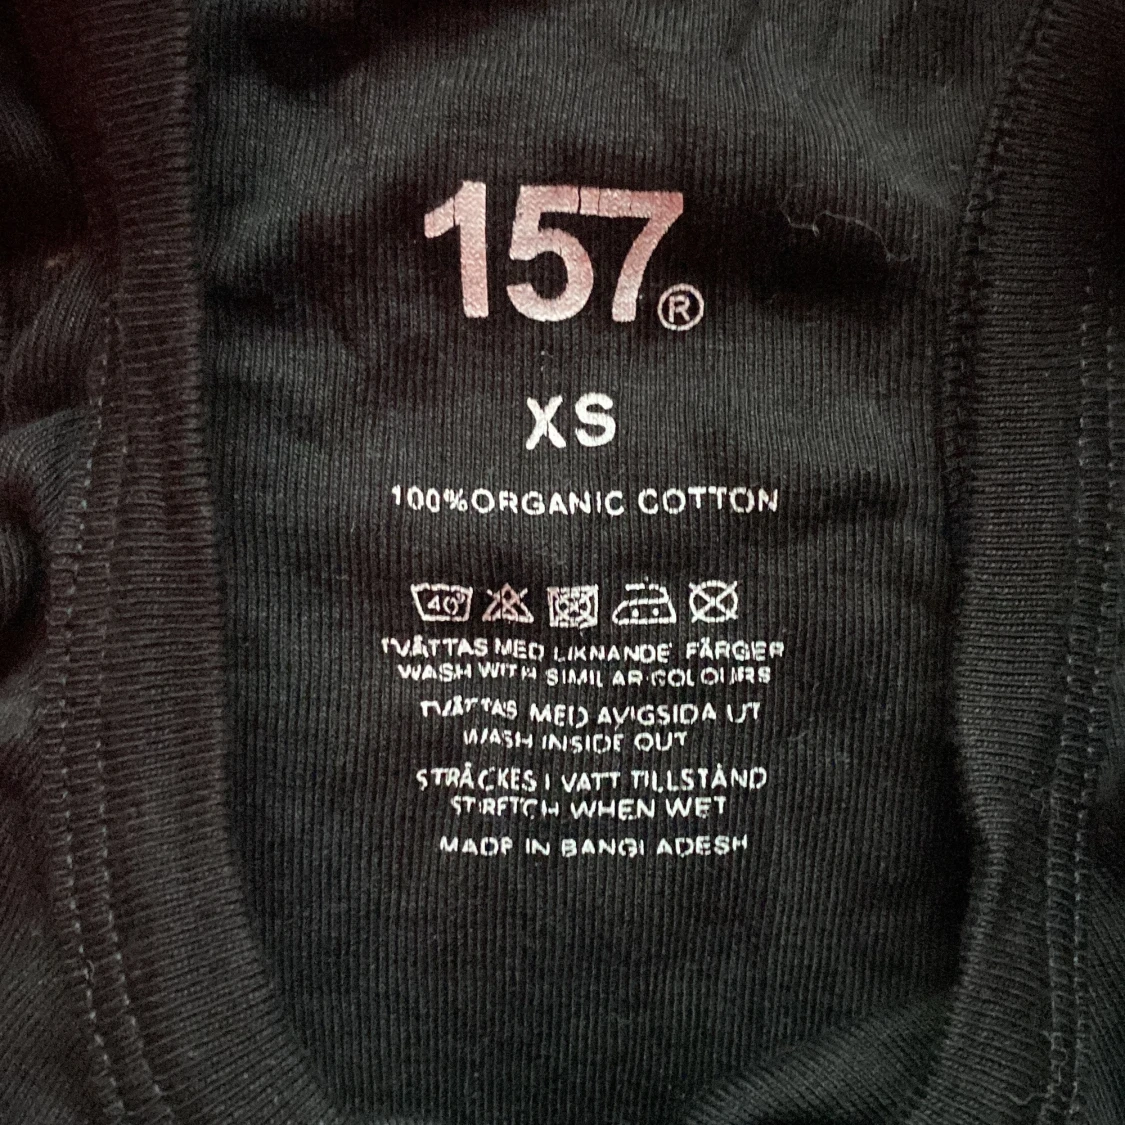 157®
XS
100%ORGANIC COTTON
40°
TVÄTTAS MED LIKNANDE FÄRGER
WASH WITH SIMILAR COLOURS
TVÄTTAS MED AVIGSIDA UT
WASH INSIDE OUT
STRÄCKES I VÅTT TILLSTÅND
STRETCH WHEN WET
MADE IN BANGLADESH